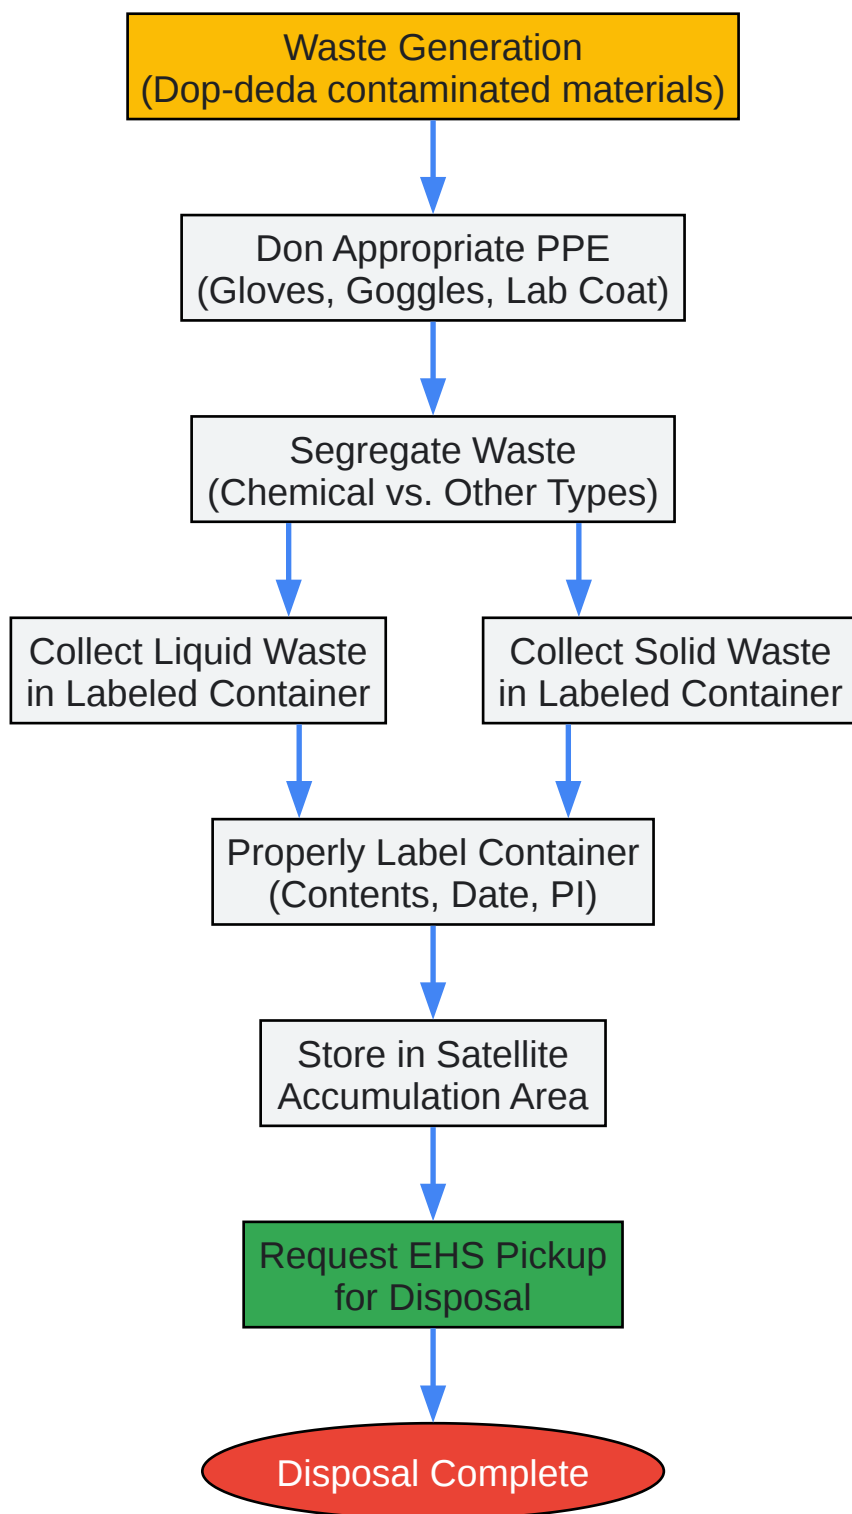 Waste Generation
(Dop-deda contaminated materials)
Don Appropriate PPE
(Gloves, Goggles, Lab Coat)
Segregate Waste
(Chemical vs. Other Types)
Collect Liquid Waste
in Labeled Container
Collect Solid Waste
in Labeled Container
Properly Label Container
(Contents, Date, PI)
Store in Satellite
Accumulation Area
Request EHS Pickup
for Disposal
Disposal Complete